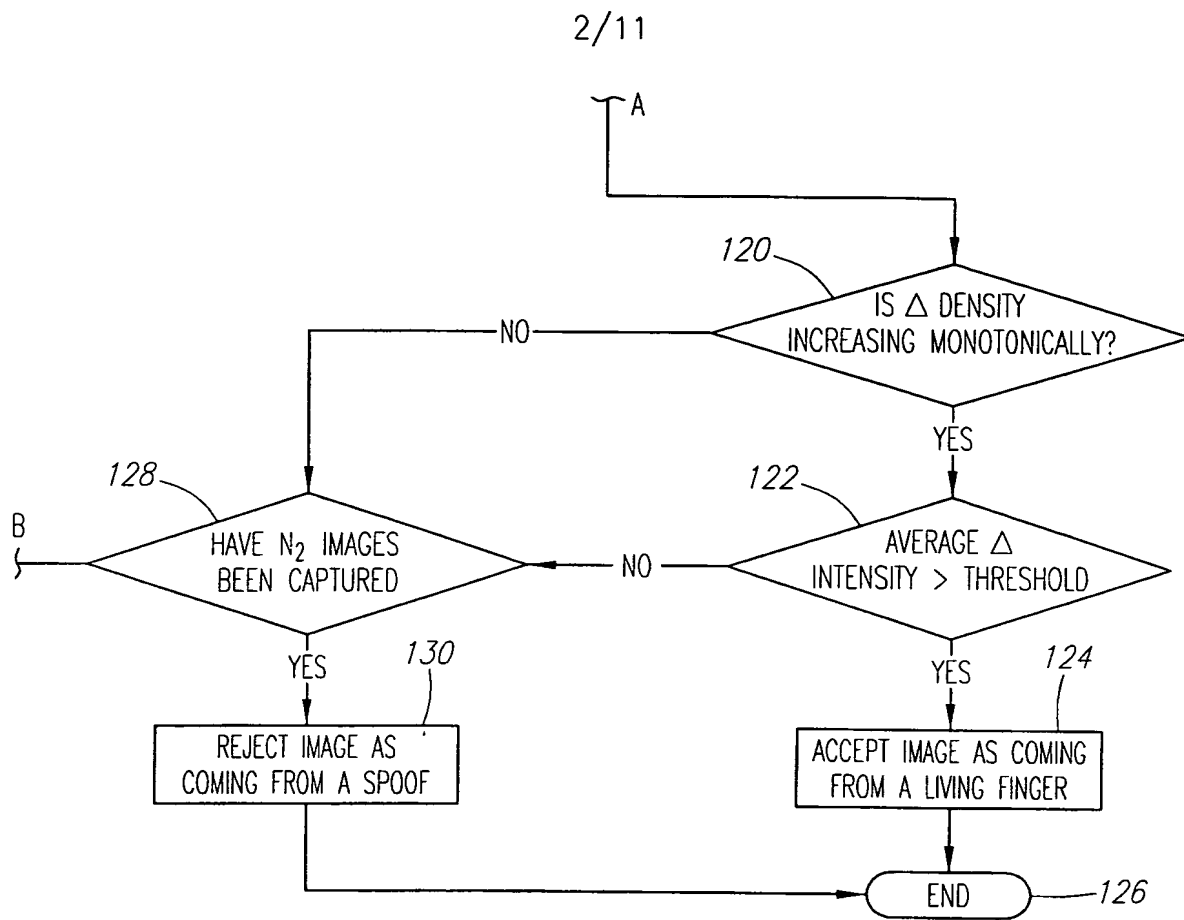 2/11
A
120
IS △ DENSITY
INCREASING MONOTONICALLY?
NO
YES
128
122
B
HAVE N₂ IMAGES
BEEN CAPTURED
NO
AVERAGE △
INTENSITY > THRESHOLD
YES
130
YES
124
REJECT IMAGE AS
COMING FROM A SPOOF
ACCEPT IMAGE AS COMING
FROM A LIVING FINGER
END
126